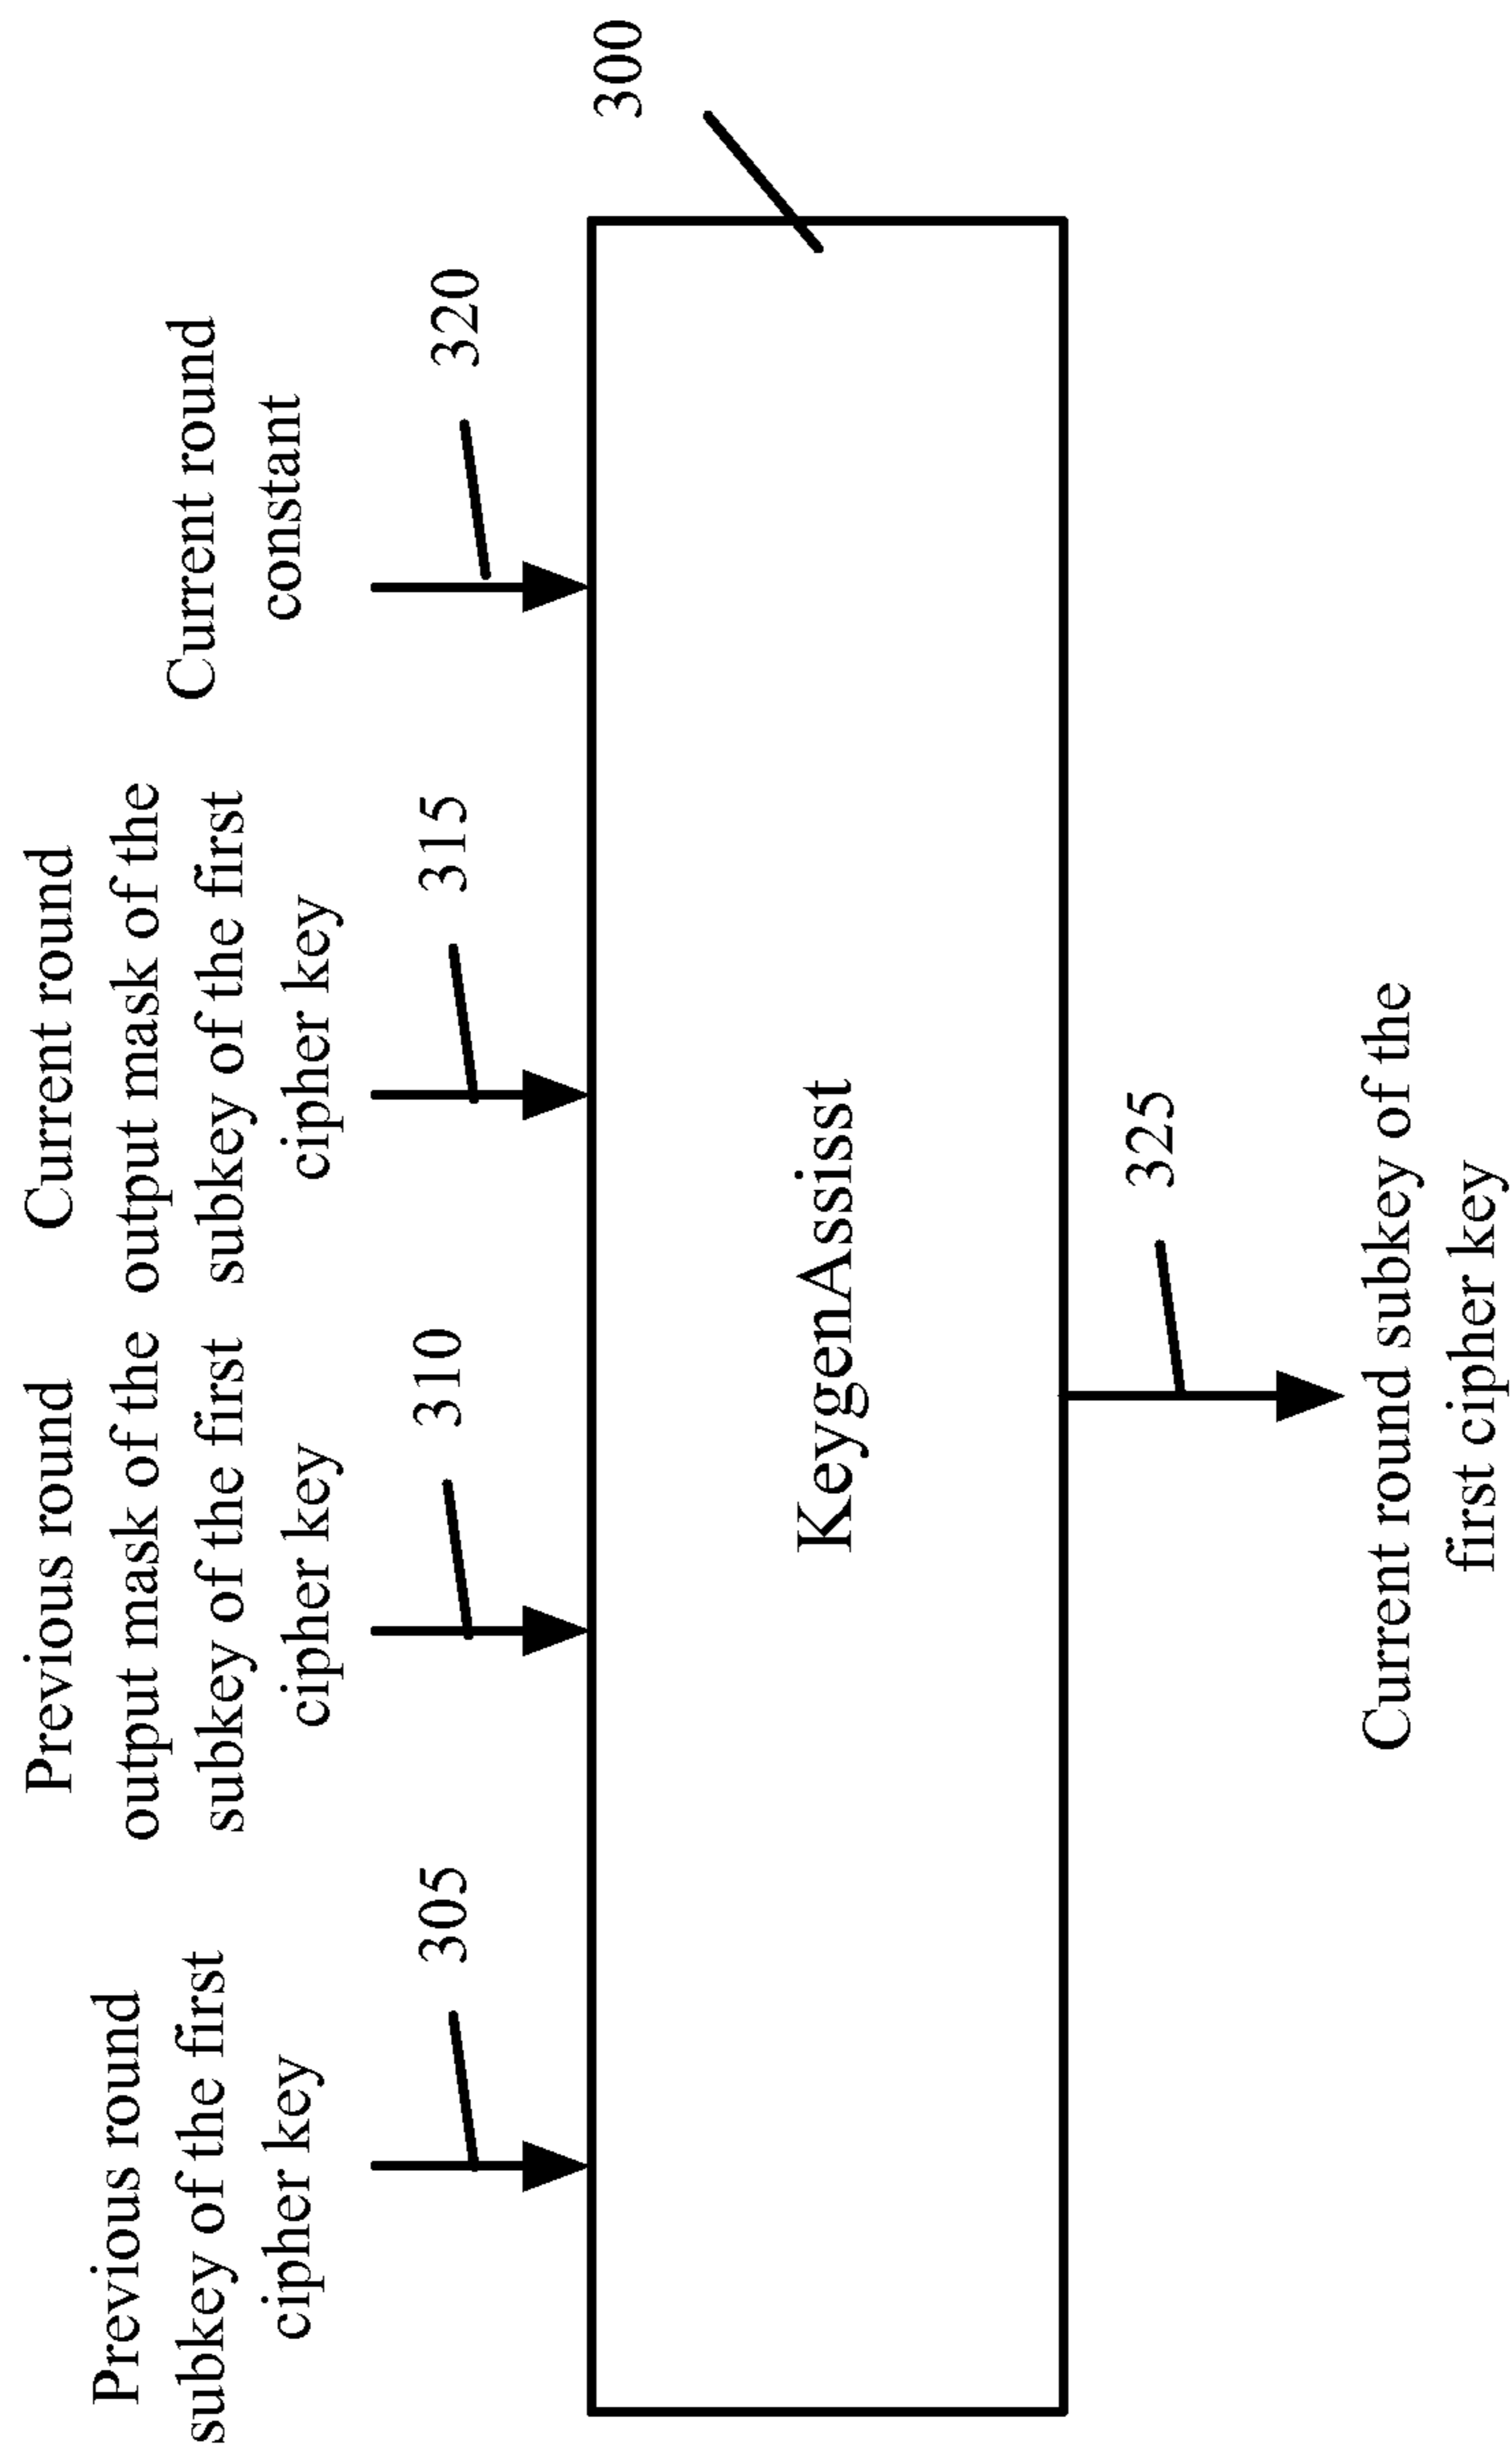 Previous round
subkey of the first
cipher key
305
Previous round
output mask of the
subkey of the first
cipher key
310
Current round
output mask of the
subkey of the first
cipher key
315
Current round
constant
320
300
KeygenAssisst
325
Current round subkey of the
first cipher key